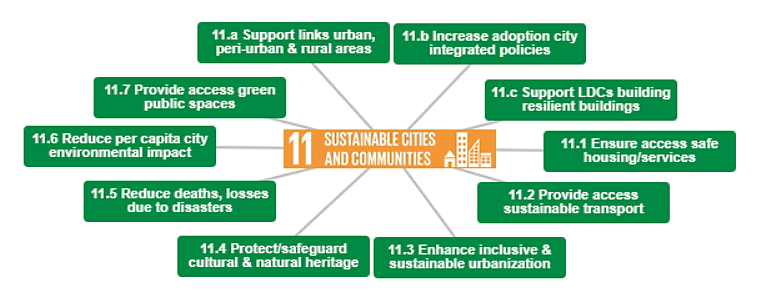 11.a Support links urban,
peri-urban & rural areas
11.b Increase adoption city
integrated policies
11.7 Provide access green
public spaces
11.c Support LDCs building
resilient buildings
11.6 Reduce per capita city
environmental impact
11 SUSTAINABLE CITIES
AND COMMUNITIES
11.1 Ensure access safe
housing/services
11.5 Reduce deaths, losses
due to disasters
11.2 Provide access
sustainable transport
11.4 Protect/safeguard
cultural & natural heritage
11.3 Enhance inclusive &
sustainable urbanization